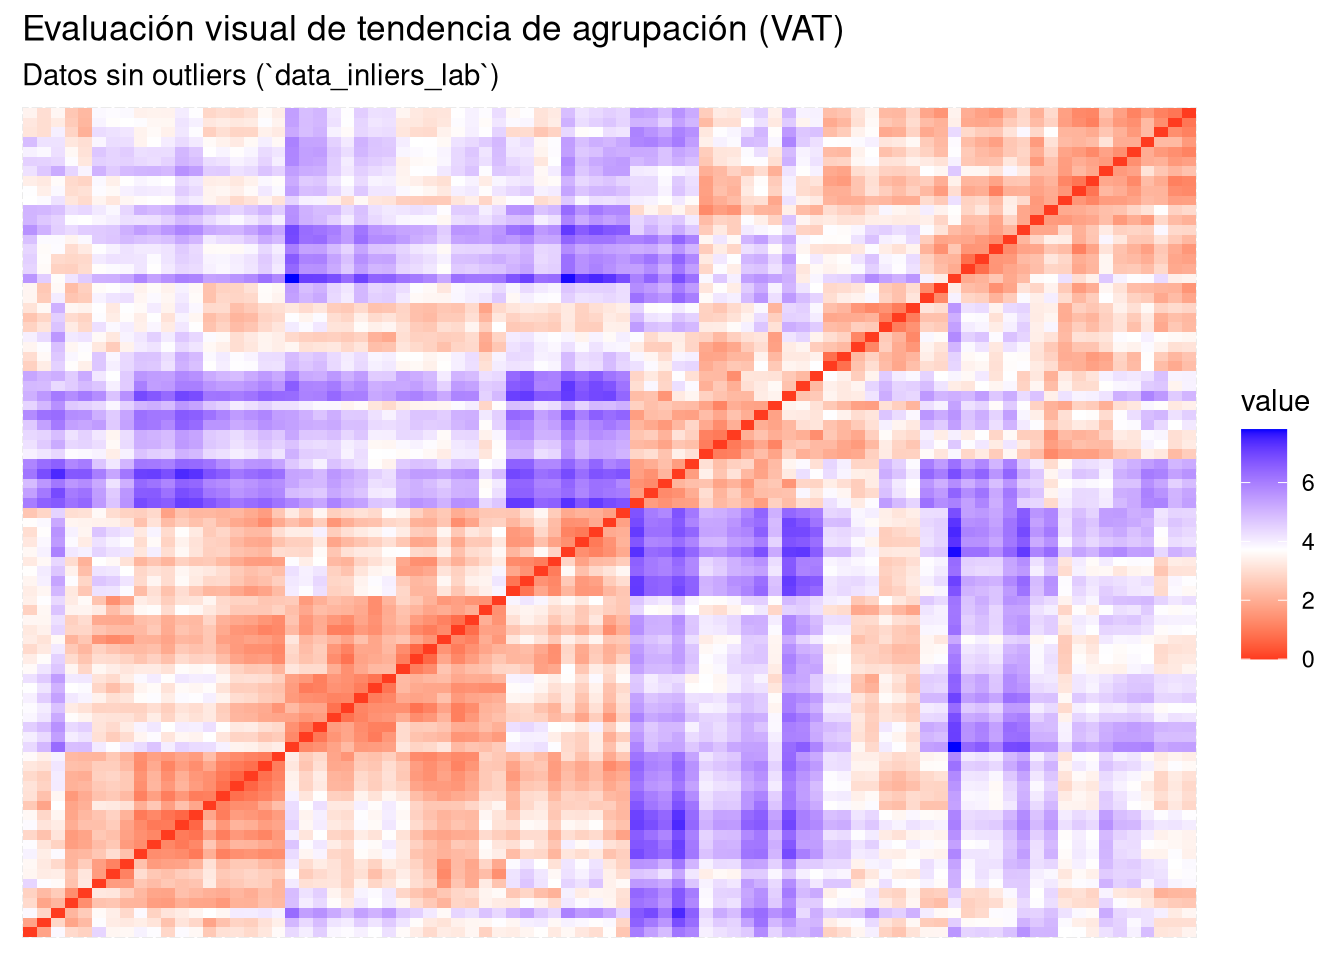 Evaluación visual de tendencia de agrupación (VAT)
Datos sin outliers (`data_inliers_lab`)
value
6
4
2
0